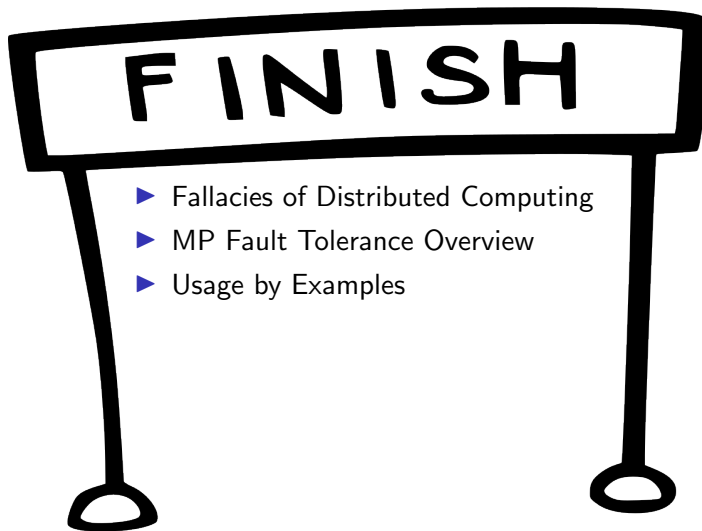 FINISH
▶ Fallacies of Distributed Computing
▶ MP Fault Tolerance Overview
▶ Usage by Examples